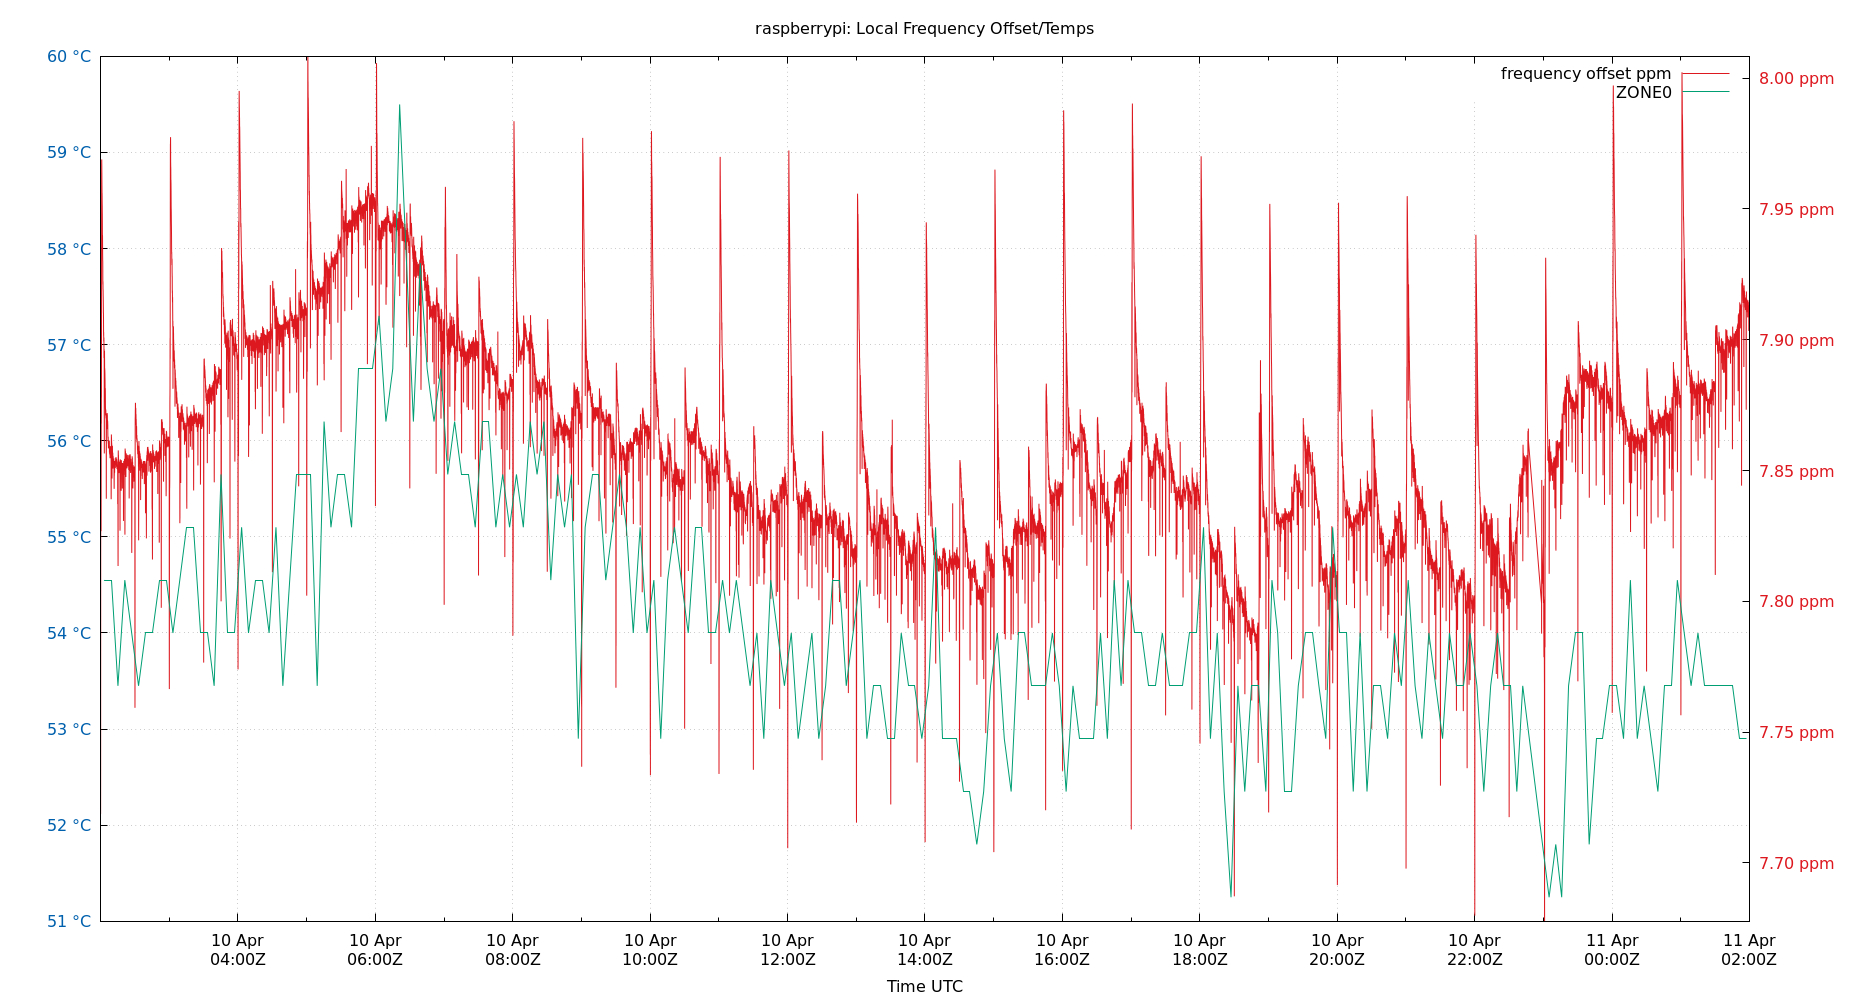 raspberrypi: Local Frequency Offset/Temps
frequency offset ppm
ZONE0
60 °C
59 °C
58 °C
57 °C
56 °C
55 °C
54 °C
53 °C
52 °C
51 °C
8.00 ppm
7.95 ppm
7.90 ppm
7.85 ppm
7.80 ppm
7.75 ppm
7.70 ppm
10 Apr 10 Apr 10 Apr 10 Apr 10 Apr 10 Apr 10 Apr 10 Apr 10 Apr 10 Apr 11 Apr 11 Apr
04:00Z 06:00Z 08:00Z 10:00Z 12:00Z 14:00Z 16:00Z 18:00Z 20:00Z 22:00Z 00:00Z 02:00Z
Time UTC